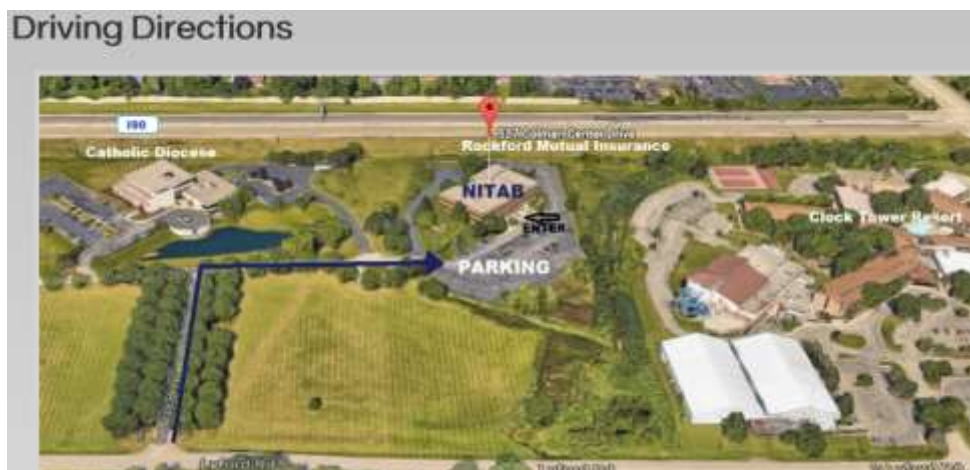 Driving Directions
I90
Catholic Diocese
Rockford Mutual Insurance
NITAB
ENTER
Clock Tower Resort
PARKING